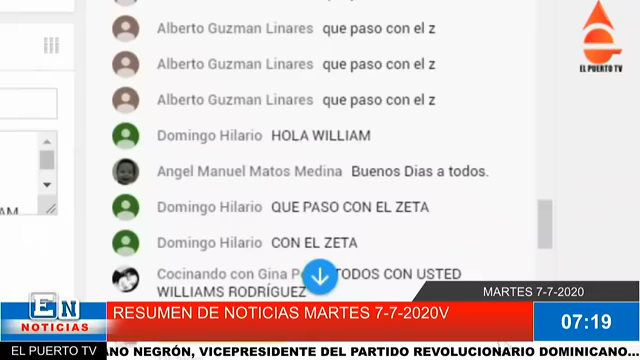 Alberto Guzman Linares que paso con el z
EL PUERTO TV
Alberto Guzman Linares que paso con el z
Alberto Guzman Linares que paso con el z
Domingo Hilario HOLA WILLIAM
Angel Manuel Matos Medina Buenos Dias a todos.
Domingo Hilario QUE PASO CON EL ZETA
Domingo Hilario CON EL ZETA
Cocinando con Gina TODOS CON USTED
WILLIAMS RODRÍGUEZ
MARTES 7-7-2020
EN
NOTICIAS
RESUMEN DE NOTICIAS MARTES 7-7-2020V
07:19
EL PUERTO TV
ANO NEGRÓN, VICEPRESIDENTE DEL PARTIDO REVOLUCIONARIO DOMINICANO...